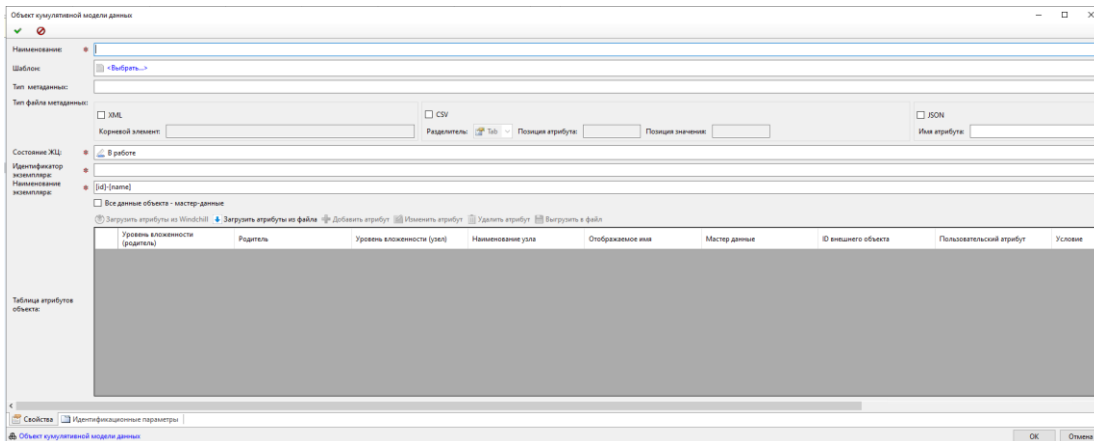 Объект кумулятивной модели данных
Наименование:
Шаблон: <Выбрать...>
Тип метаданных:
Тип файла метаданных:
XML CSV JSON
Корневой элемент: Разделитель: Tab Позиция атрибута: Позиция значения: Имя атрибута:
Состояние ЖЦ: В работе
Идентификатор
экземпляра:
Наименование
экземпляра: [id]-[name]
Все данные объекта - мастер-данные
Загрузить атрибуты из Windchill Загрузить атрибуты из файла Добавить атрибут Изменить атрибут Удалить атрибут Выгрузить в файл
Уровень вложенности
(родитель) Родитель Уровень вложенности (узел) Наименование узла Отображаемое имя Мастер данные ID внешнего объекта Пользовательский атрибут Условие
Таблица атрибутов
объекта:
Свойства Идентификационные параметры
Объект кумулятивной модели данных OK Отмена